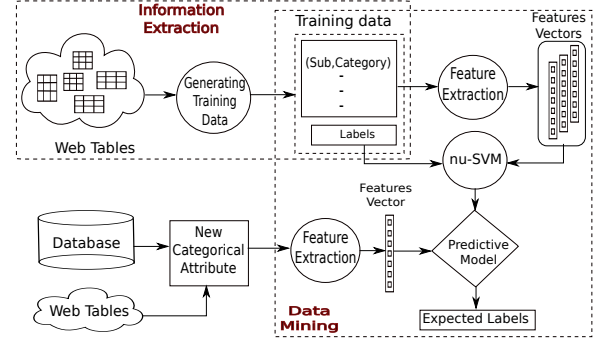 Information
Extraction
Training data
Features
Vectors
(Sub,Category)
-
-
-
Generating
Training
Data
Feature
Extraction
Web Tables
Labels
nu-SVM
Features
Vector
Database
New
Categorical
Attribute
Feature
Extraction
Predictive
Model
Web Tables
Data
Mining
Expected Labels